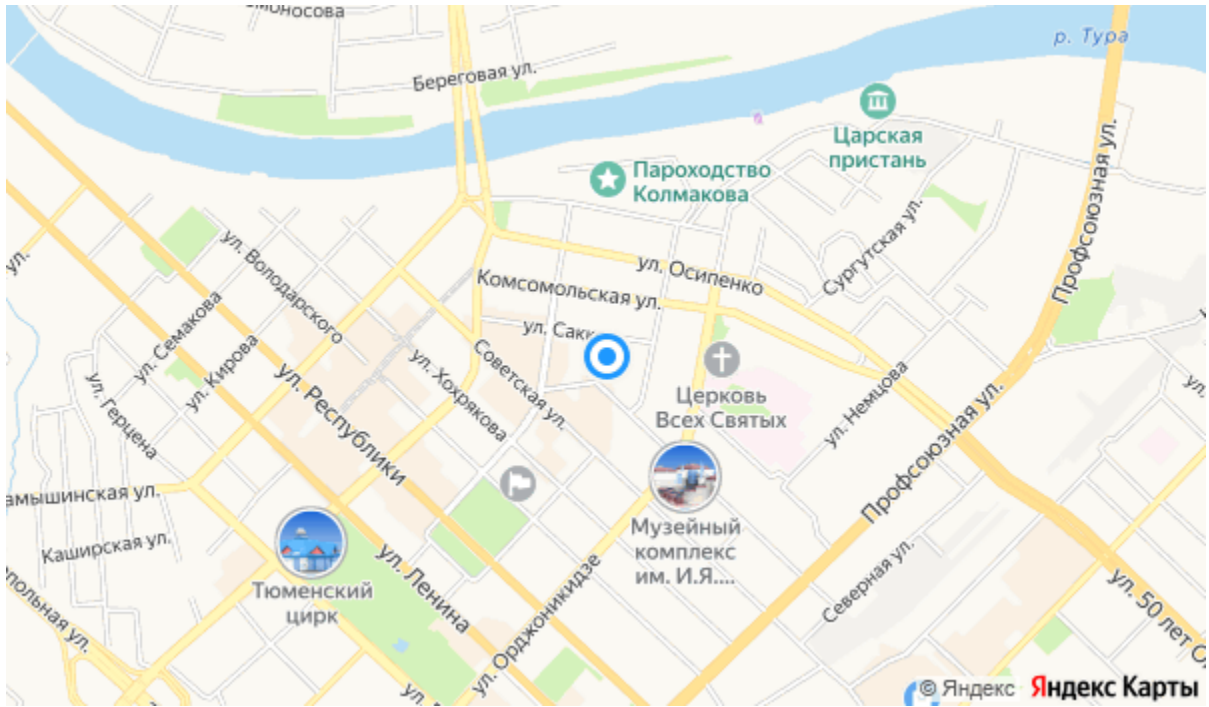 р. Тура
Береговая ул.
Царская
пристань
Пароходство
Колмакова
Профсоюзная ул.
Сургутская ул.
ул. Осипенко
Комсомольская ул.
ул. Володарского
ул. Семакова
ул. Кирова
ул. Герцена
ул. Республики
ул. Хохрякова
Советская ул.
Церковь
Всех Святых
ул. Немцова
Профсоюзная ул.
Каширская ул.
Тюменский
цирк
ул. Ленина
Музейный
комплекс
им. И.Я....
ул. Орджоникидзе
Северная ул.
ул. 50 лет
© Яндекс Яндекс Карты